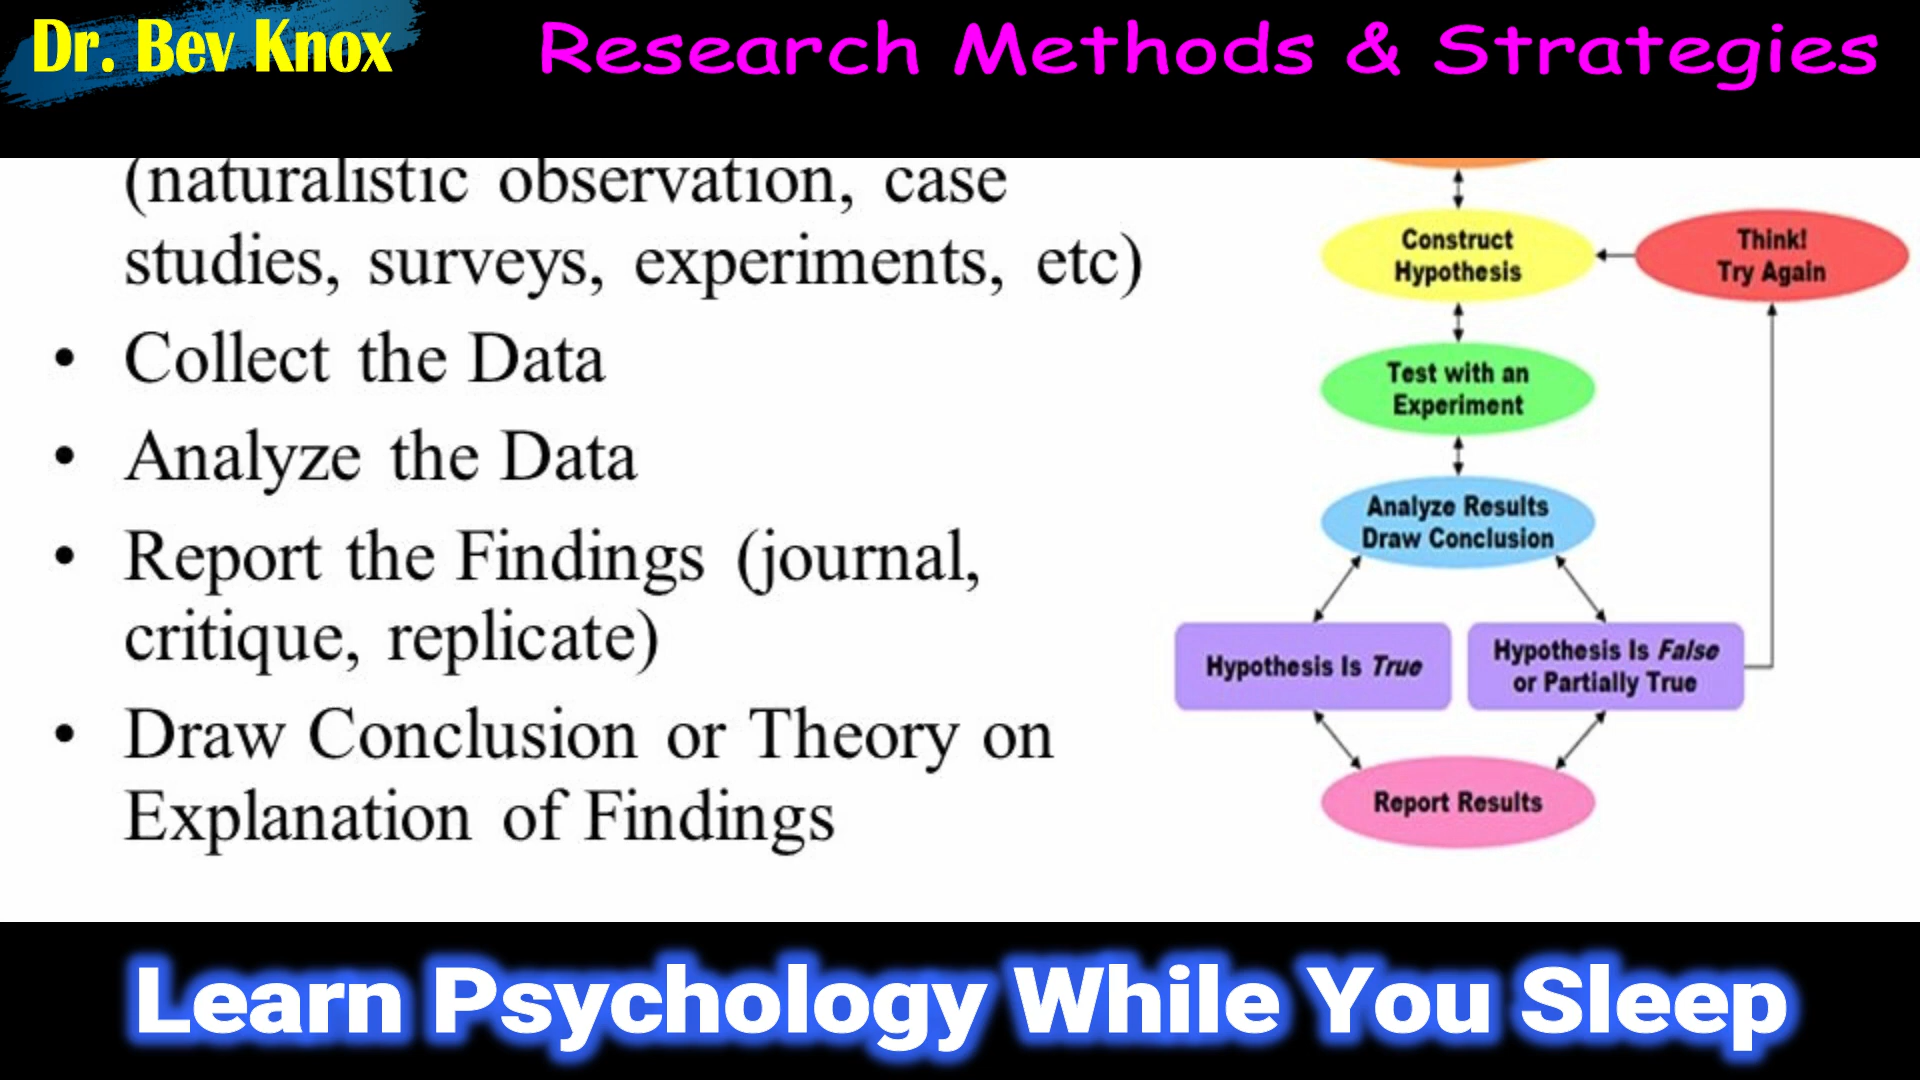 Dr. Bev Knox
Research Methods & Strategies
(naturalistic observation, case
studies, surveys, experiments, etc)
• Collect the Data
• Analyze the Data
• Report the Findings (journal,
critique, replicate)
• Draw Conclusion or Theory on
Explanation of Findings
Construct
Hypothesis
Think!
Try Again
Test with an
Experiment
Analyze Results
Draw Conclusion
Hypothesis Is True
Hypothesis Is False
or Partially True
Report Results
Learn Psychology While You Sleep